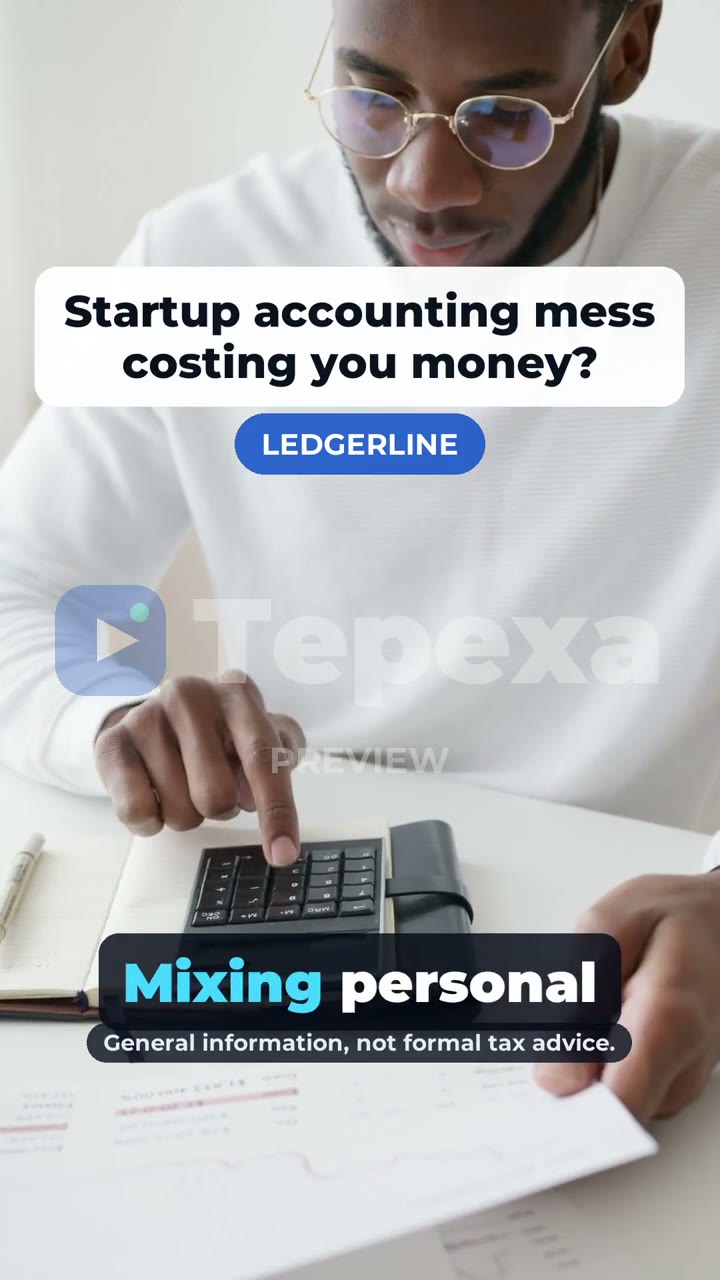 Startup accounting mess
costing you money?
LEDGERLINE
Tepexa
PREVIEW
Mixing personal
General information, not formal tax advice.